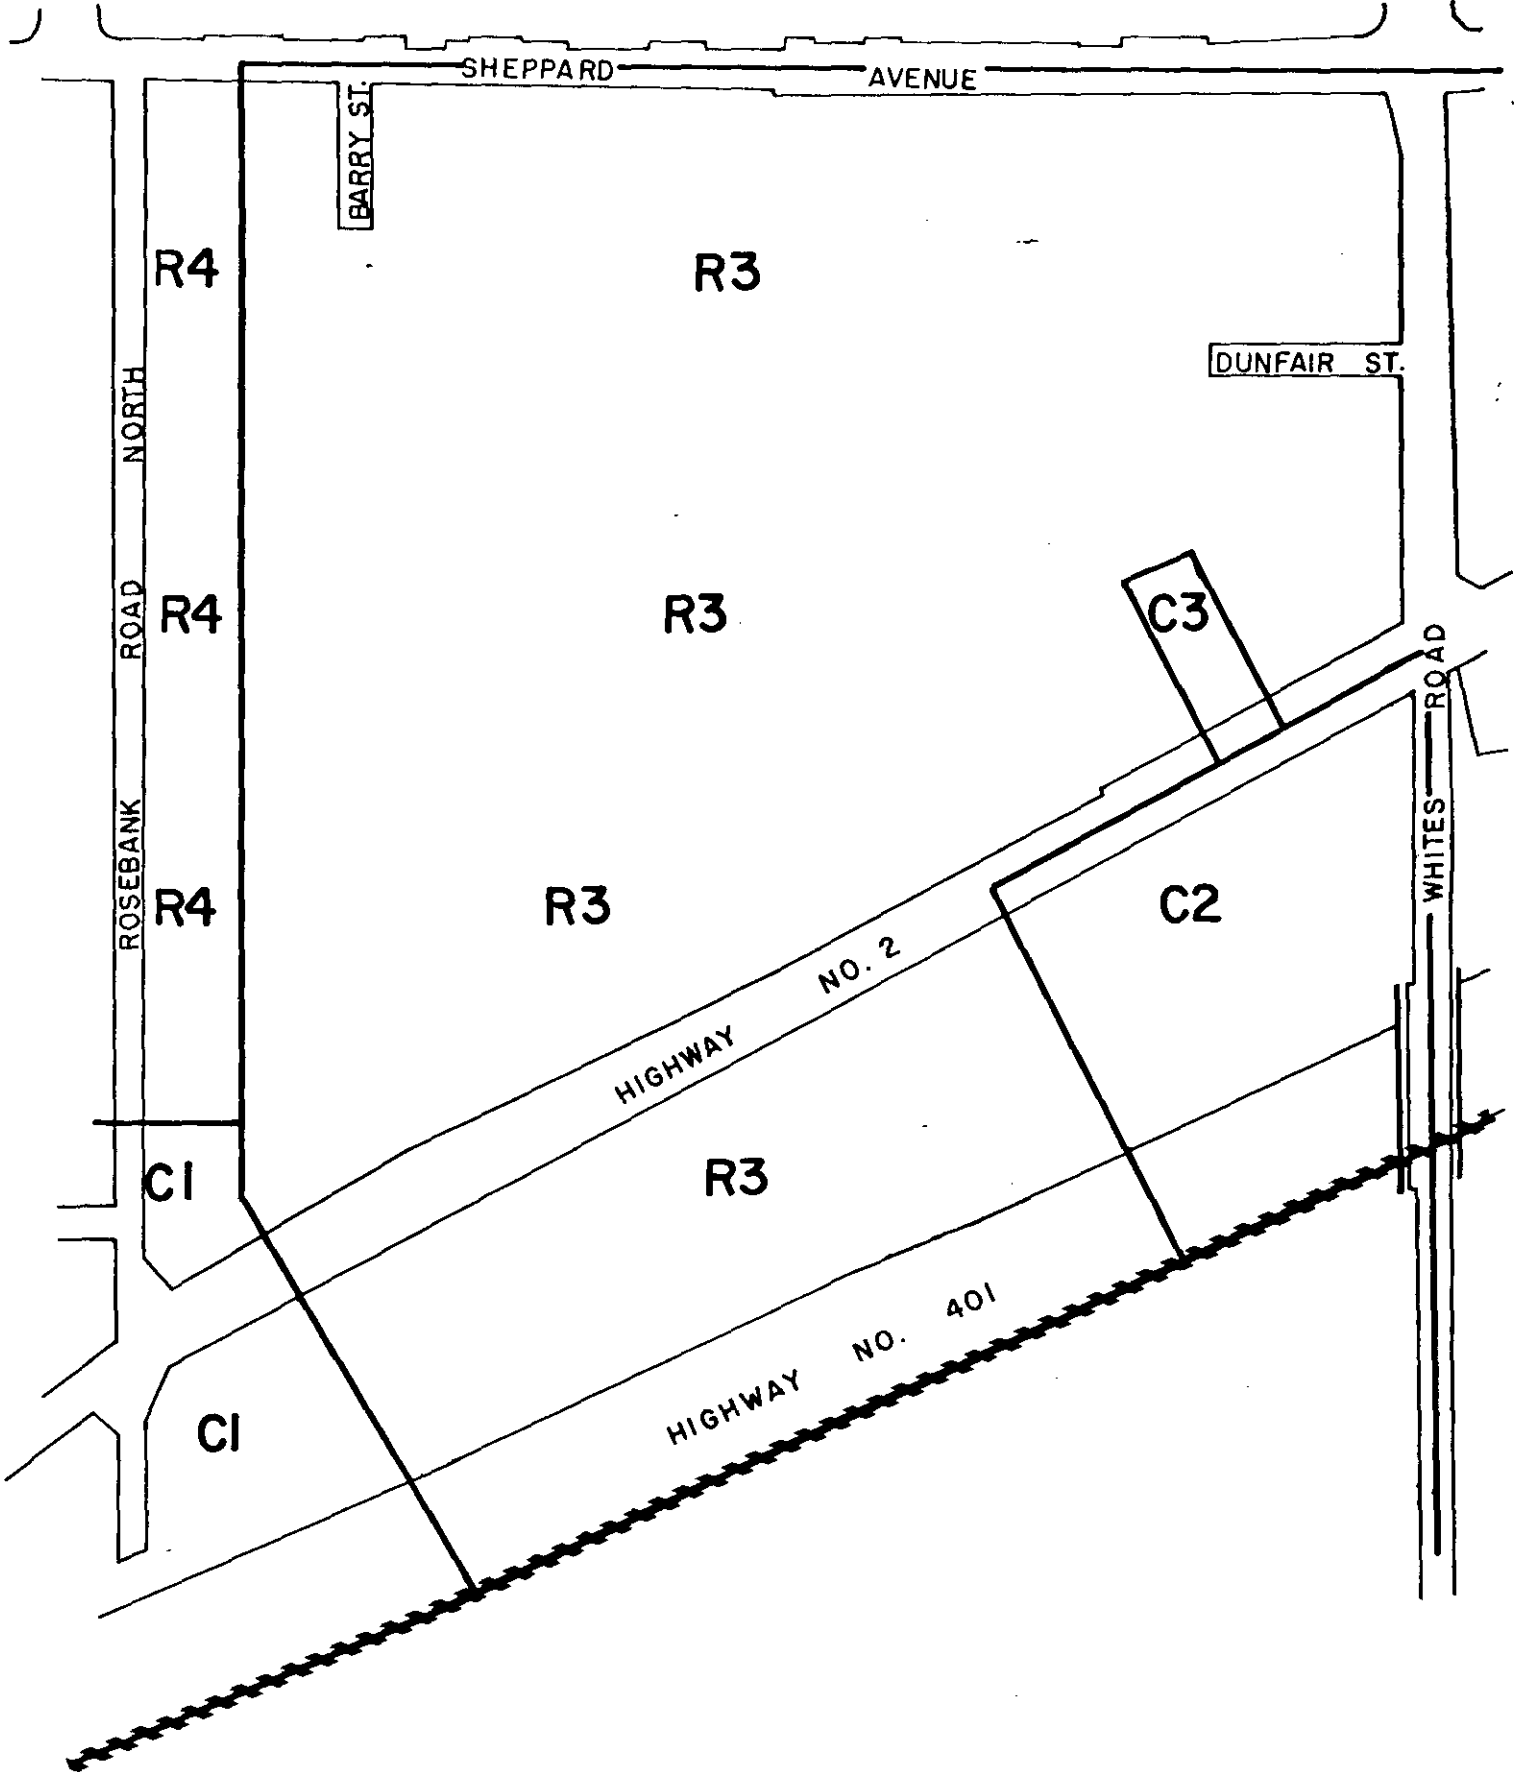 SHEPPARD AVENUE
BARRY ST.
R4
R3
DUNFAIR ST.
ROSEBANK ROAD NORTH
R4
R3
C3
WHITES ROAD
R4
R3
C2
HIGHWAY NO. 2
C1
R3
HIGHWAY NO. 401
C1